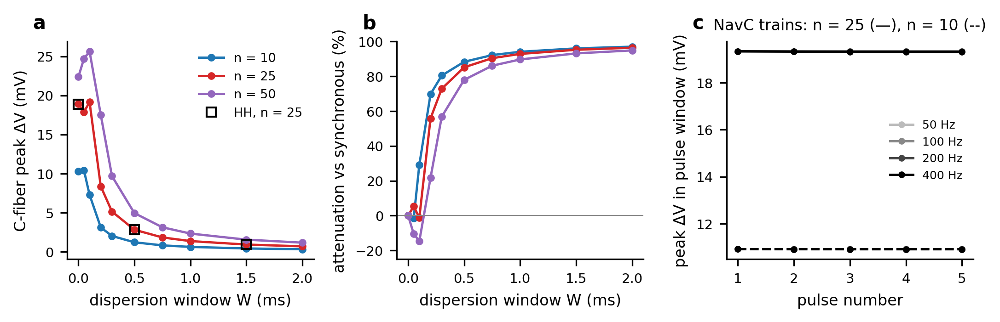 a
C-fiber peak ΔV (mV)
25
20
15
10
5
0
n = 10
n = 25
n = 50
HH, n = 25
0.0 0.5 1.0 1.5 2.0
dispersion window W (ms)
b
attenuation vs synchronous (%)
100
80
60
40
20
0
−20
0.0 0.5 1.0 1.5 2.0
dispersion window W (ms)
c NavC trains: n = 25 (—), n = 10 (--)
peak ΔV in pulse window (mV)
18
16
14
12
50 Hz
100 Hz
200 Hz
400 Hz
1 2 3 4 5
pulse number